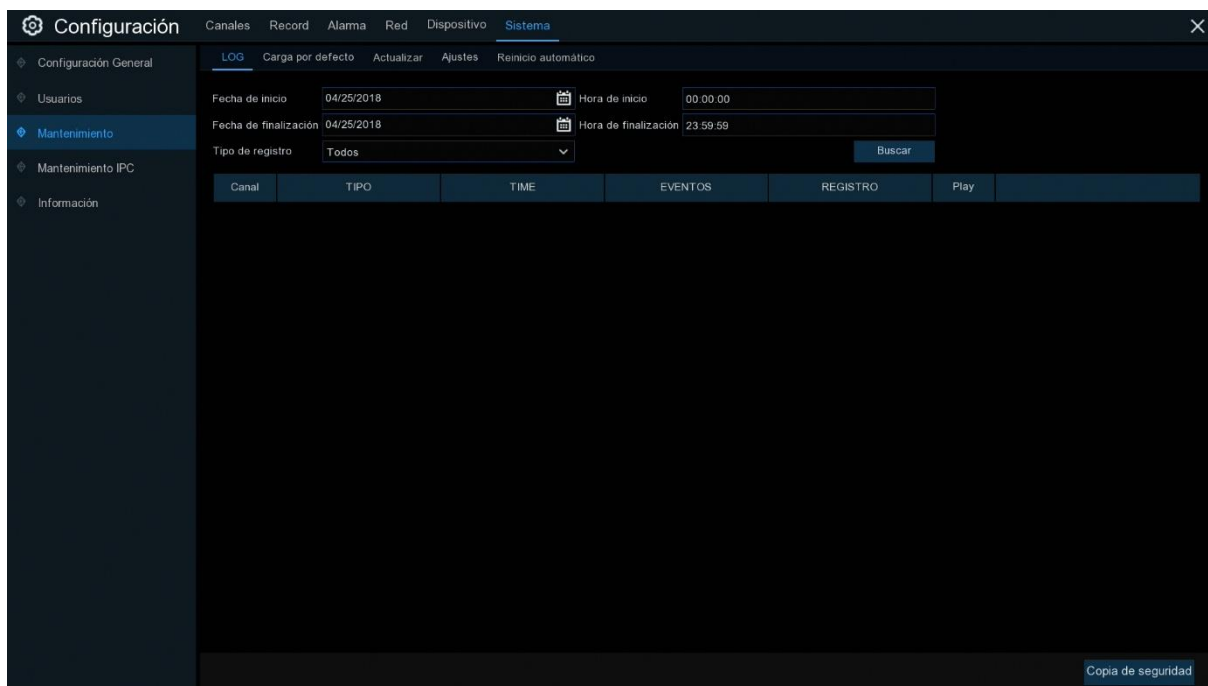 Configuración Canales Record Alarma Red Dispositivo Sistema
LOG Carga por defecto Actualizar Ajustes Reinicio automático
Configuración General
Usuarios
Mantenimiento
Mantenimiento IPC
Información
Fecha de inicio 04/25/2018 Hora de inicio 00:00:00
Fecha de finalización 04/25/2018 Hora de finalización 23:59:59
Tipo de registro Todos Buscar
Canal TIPO TIME EVENTOS REGISTRO Play
Copia de seguridad